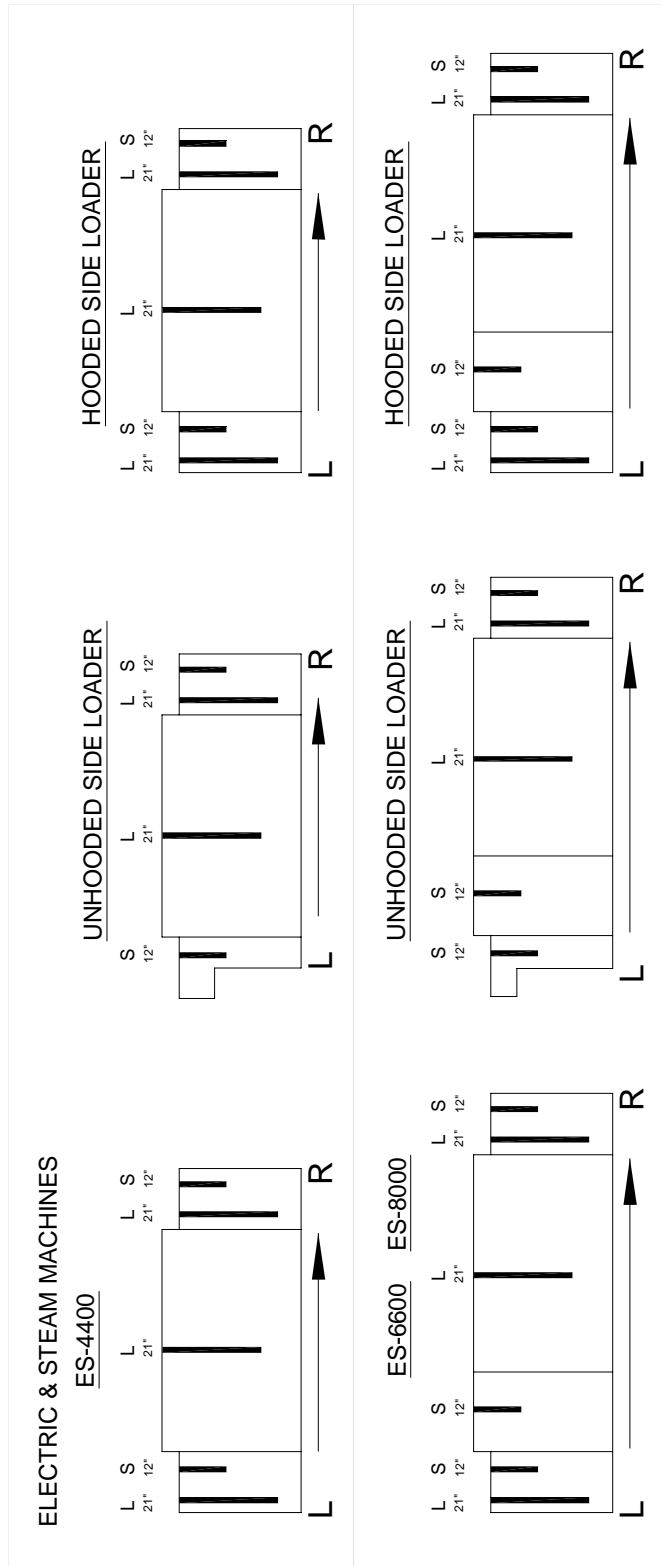 ELECTRIC & STEAM MACHINES
ES-4400
L S L L S
21" 12" 21" 21" 12"
L R
UNHOODED SIDE LOADER
S L L S
12" 21" 21" 12"
L R
HOODED SIDE LOADER
L S L L S
21" 12" 21" 21" 12"
L R
ES-6600 ES-8000
L S S L L S
21" 12" 12" 21" 21" 12"
L R
UNHOODED SIDE LOADER
S S L L S
12" 12" 21" 21" 12"
L R
HOODED SIDE LOADER
L S S L L S
21" 12" 12" 21" 21" 12"
L R